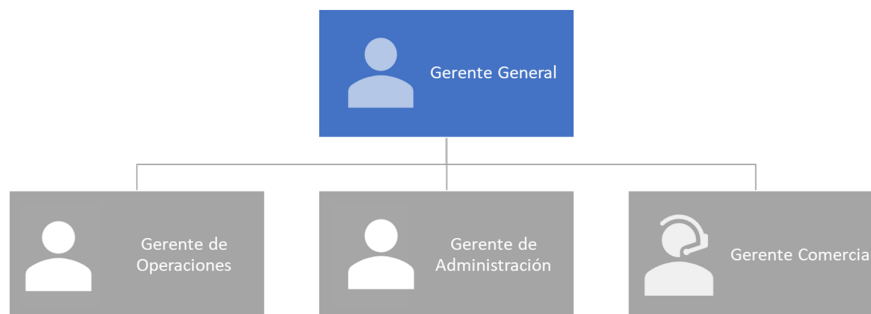 Gerente General
Gerente de
Operaciones
Gerente de
Administración
Gerente Comercia